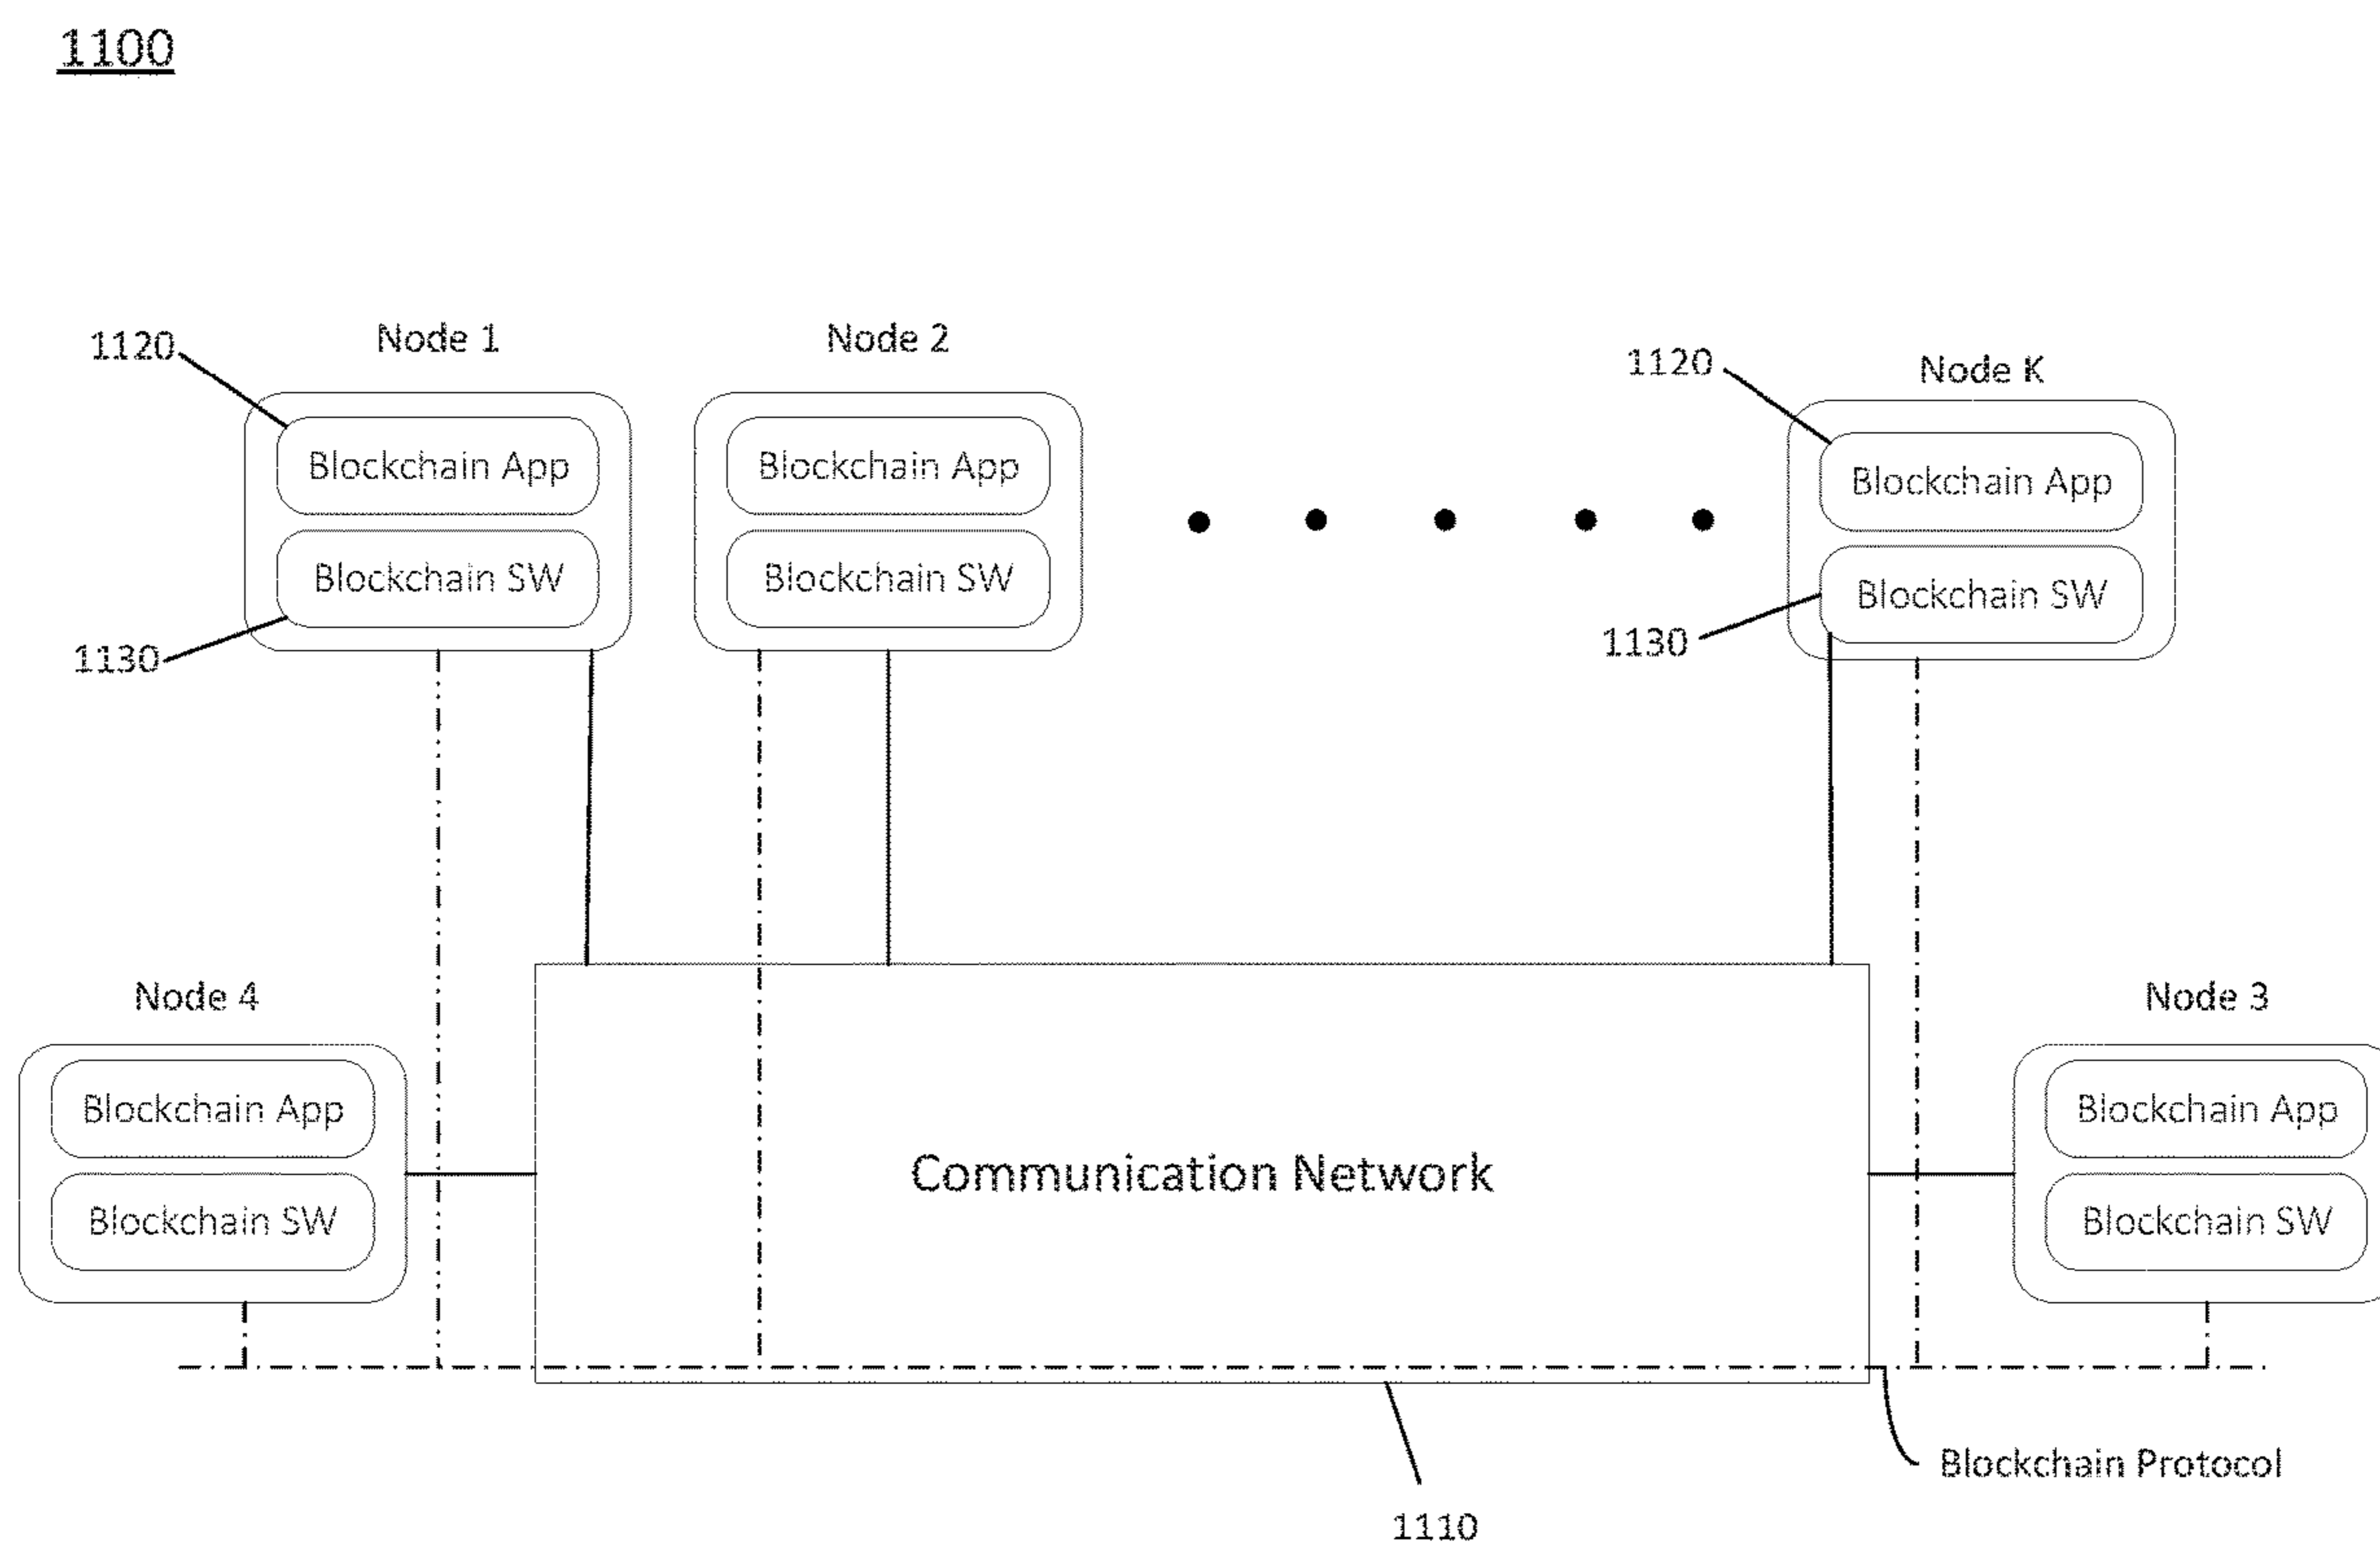 1100
Node 1
Node 2
1120
1120
Node K
Blockchain App
Blockchain App
Blockchain App
Blockchain SW
Blockchain SW
Blockchain SW
1130
1130
Node 4
Node 3
Blockchain App
Blockchain App
Communication Network
Blockchain SW
Blockchain SW
Blockchain Protocol
1110